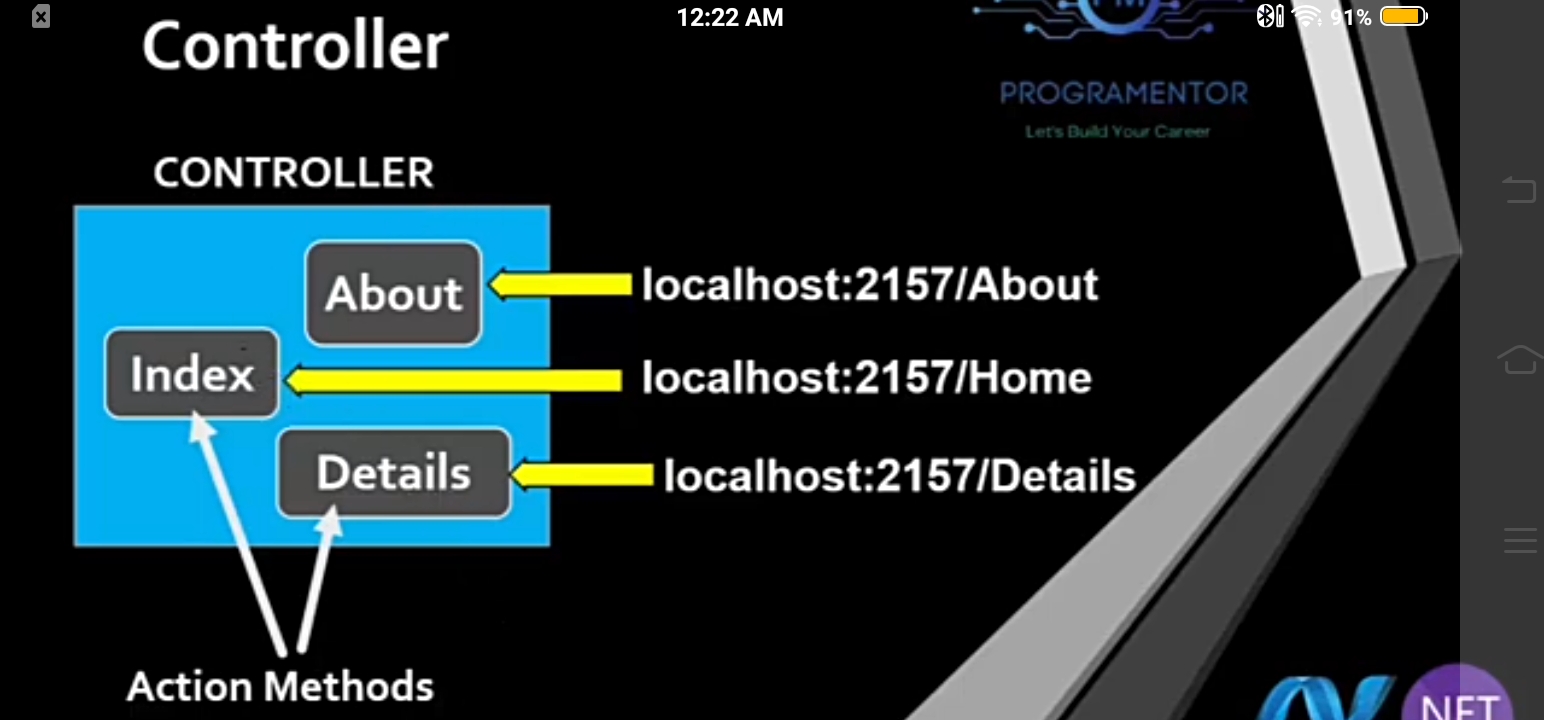 12:22 AM
91%
Controller
PROGRAMENTOR
Let's Build Your Career
CONTROLLER
About
localhost:2157/About
Index
localhost:2157/Home
Details
localhost:2157/Details
Action Methods
NET